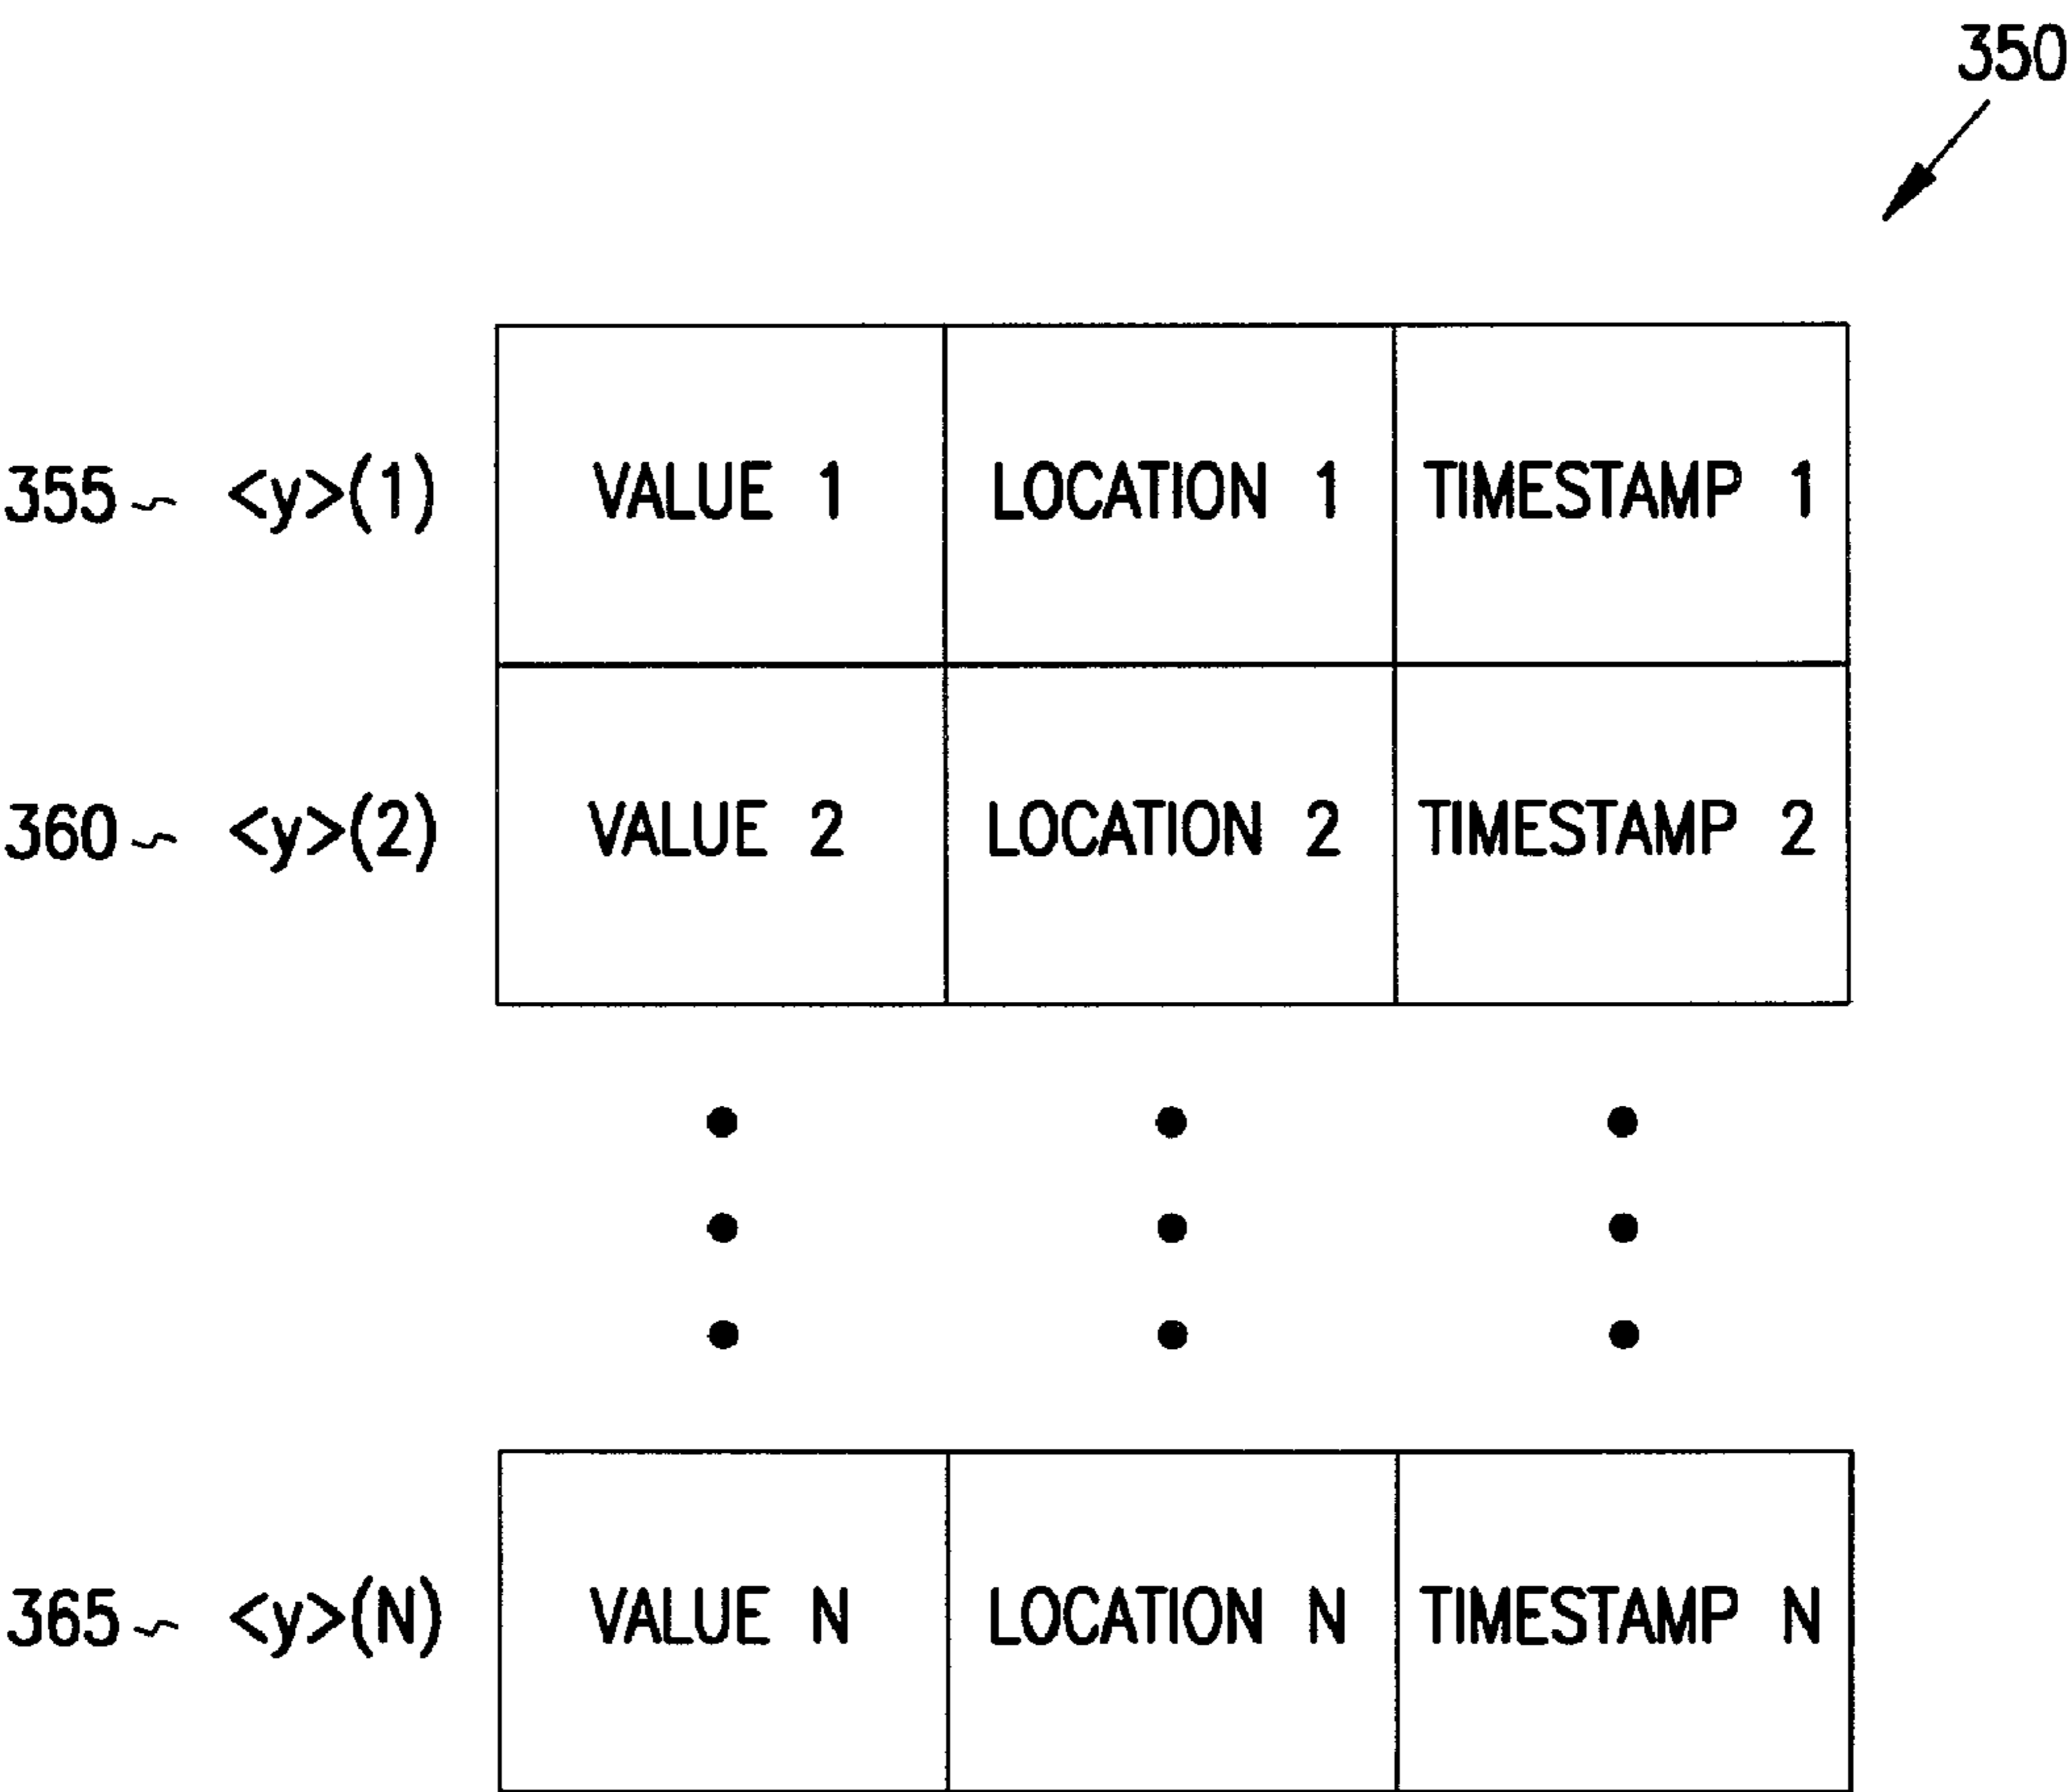 350
355 ~ <y>(1) VALUE 1 LOCATION 1 TIMESTAMP 1
360 ~ <y>(2) VALUE 2 LOCATION 2 TIMESTAMP 2
365 ~ <y>(N) VALUE N LOCATION N TIMESTAMP N